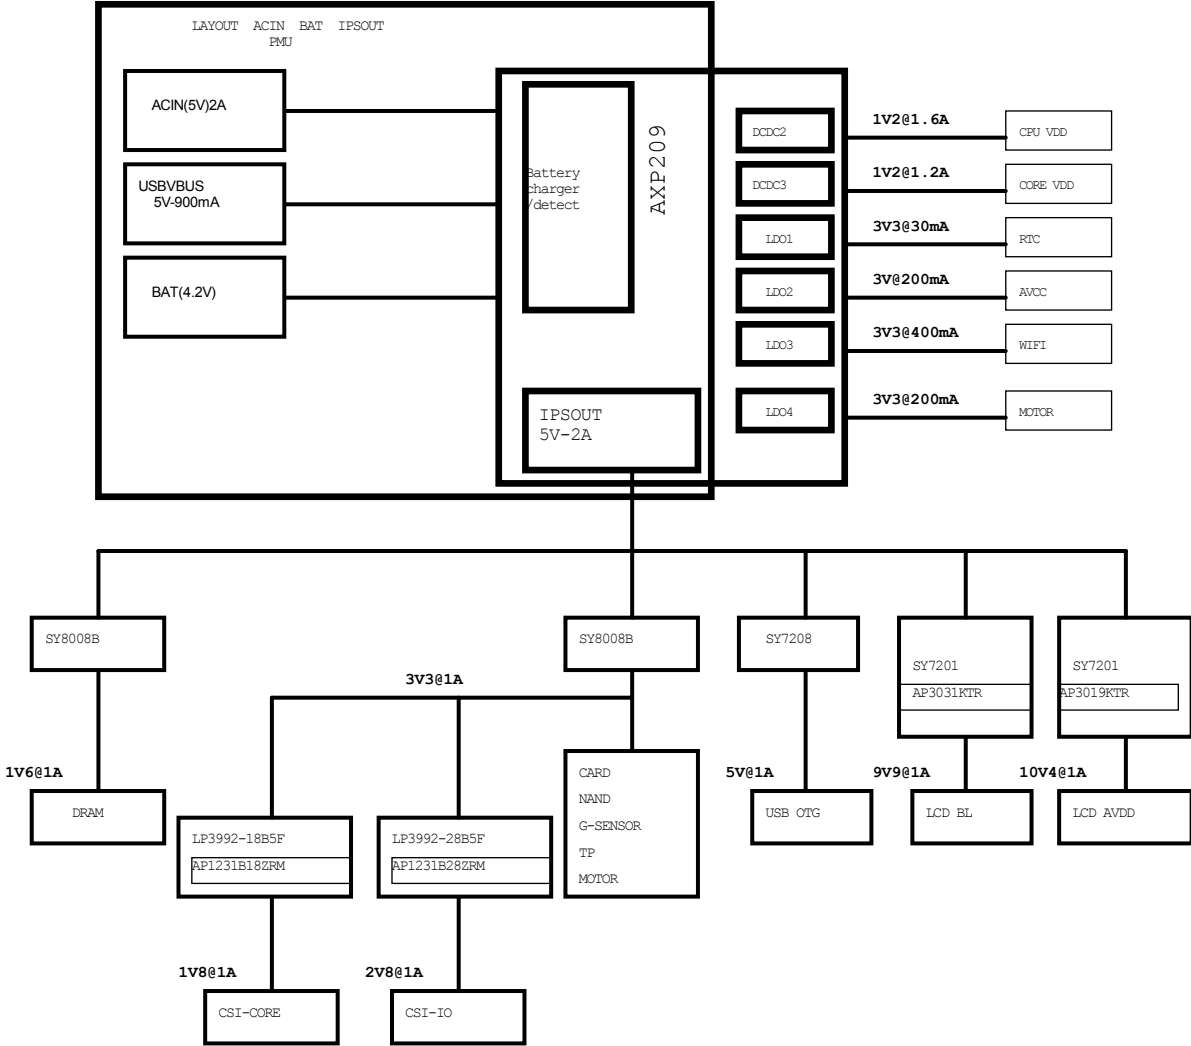 LAYOUT ACIN BAT IPSOUT
PMU
ACIN(5V)2A
USBVBUS
5V-900mA
BAT(4.2V)
Battery
charger
/detect
AXP209
IPSOUT
5V-2A
DCDC2
1V2@1.6A
CPU VDD
DCDC3
1V2@1.2A
CORE VDD
LDO1
3V3@30mA
RTC
LDO2
3V@200mA
AVCC
LDO3
3V3@400mA
WIFI
LDO4
3V3@200mA
MOTOR
SY8008B
SY8008B
SY7208
SY7201
AP3031KTR
SY7201
AP3019KTR
3V3@1A
1V6@1A
DRAM
CARD
NAND
G-SENSOR
TP
MOTOR
5V@1A
USB OTG
9V9@1A
LCD BL
10V4@1A
LCD AVDD
LP3992-18B5F
AP1231B18ZRM
LP3992-28B5F
AP1231B28ZRM
1V8@1A
CSI-CORE
2V8@1A
CSI-IO